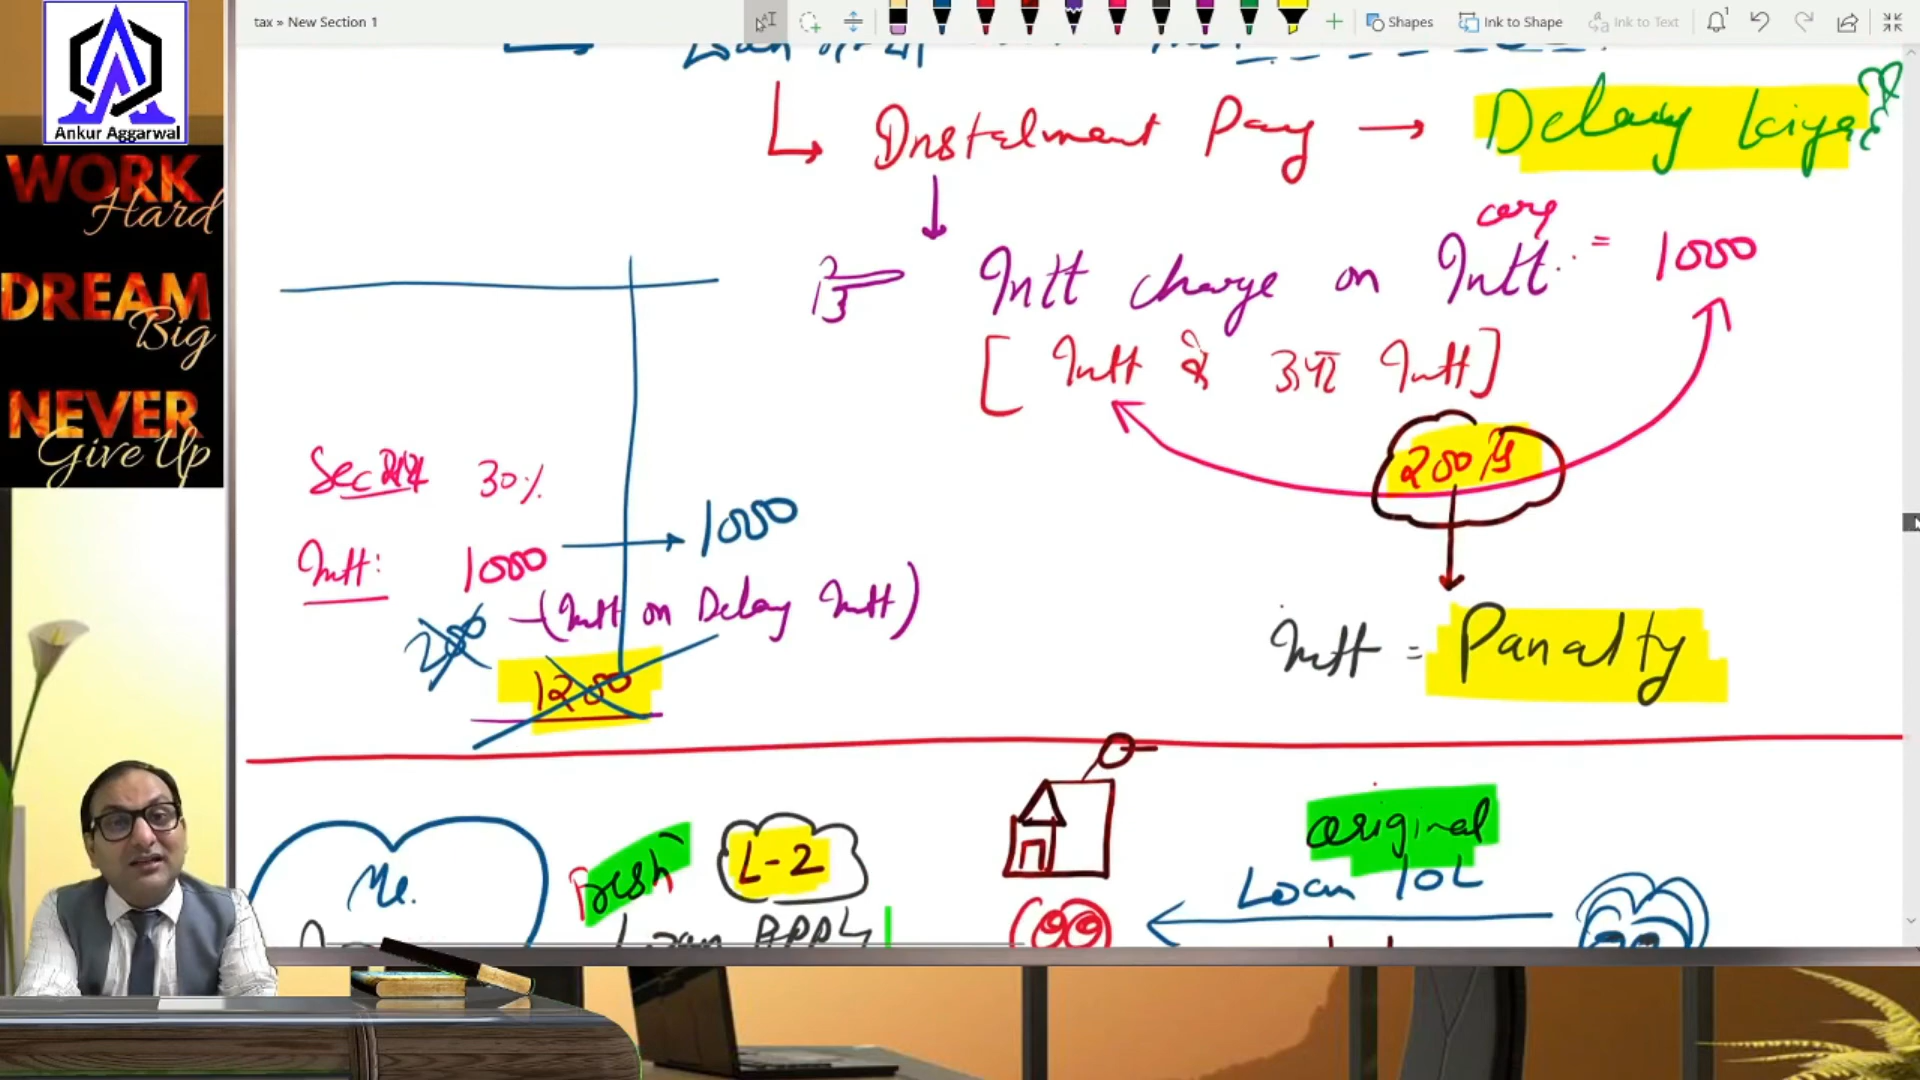 tax » New Section 1
Shapes
Ink to Shape
Ink to Text
Ankur Aggarwal
WORK
Hard
DREAM
Big
NEVER
Give Up
Instalment Pay → Delay kiya
Intt charge on Intt = 1000
[ Intt के ऊपर Intt ]
200/-
Sec 24 30%
Intt: 1000 → 1000
200 (Intt on Delay Intt)
1200
Intt = Panalty
original
Me.
Fresh
L-2
Loan 10L
Loan Apply